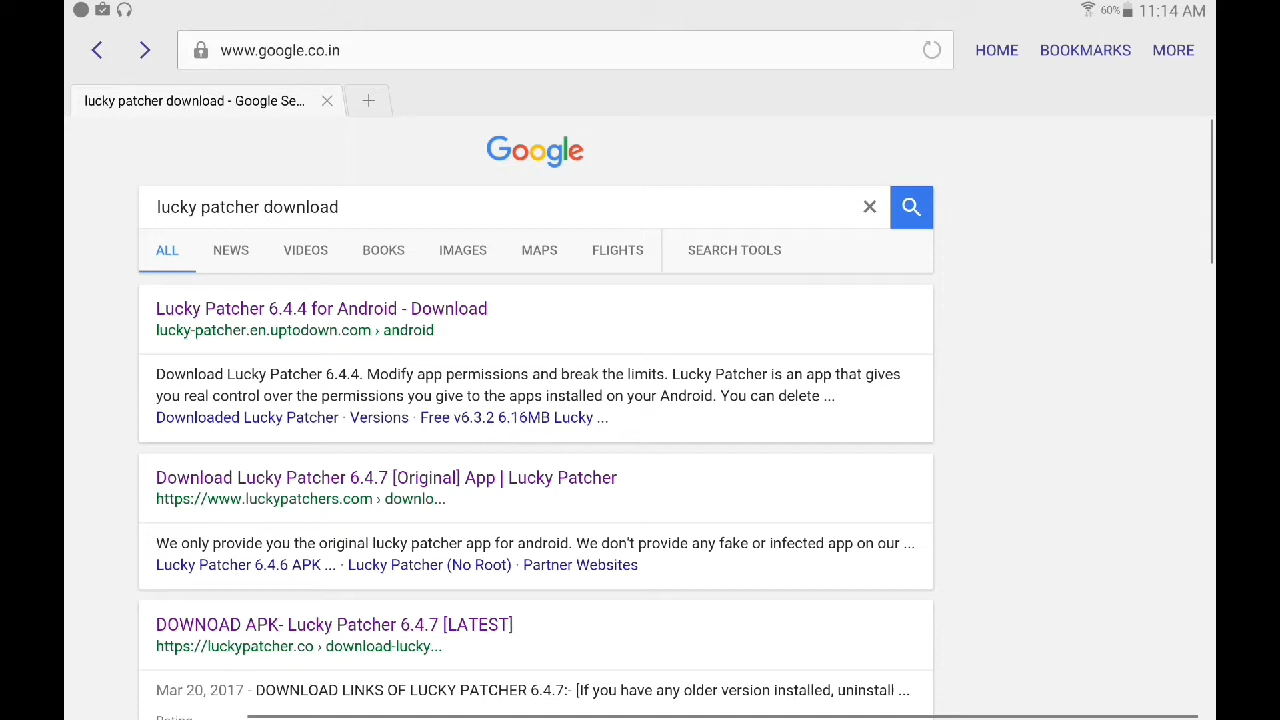 60% 11:14 AM
www.google.co.in
HOME BOOKMARKS MORE
lucky patcher download - Google Se...
Google
lucky patcher download
ALL NEWS VIDEOS BOOKS IMAGES MAPS FLIGHTS SEARCH TOOLS
Lucky Patcher 6.4.4 for Android - Download
lucky-patcher.en.uptodown.com › android
Download Lucky Patcher 6.4.4. Modify app permissions and break the limits. Lucky Patcher is an app that gives
you real control over the permissions you give to the apps installed on your Android. You can delete ...
Downloaded Lucky Patcher · Versions · Free v6.3.2 6.16MB Lucky ...
Download Lucky Patcher 6.4.7 [Original] App | Lucky Patcher
https://www.luckypatchers.com › downlo...
We only provide you the original lucky patcher app for android. We don't provide any fake or infected app on our ...
Lucky Patcher 6.4.6 APK ... · Lucky Patcher (No Root) · Partner Websites
DOWNOAD APK- Lucky Patcher 6.4.7 [LATEST]
https://luckypatcher.co › download-lucky...
Mar 20, 2017 - DOWNLOAD LINKS OF LUCKY PATCHER 6.4.7:- [If you have any older version installed, uninstall ...